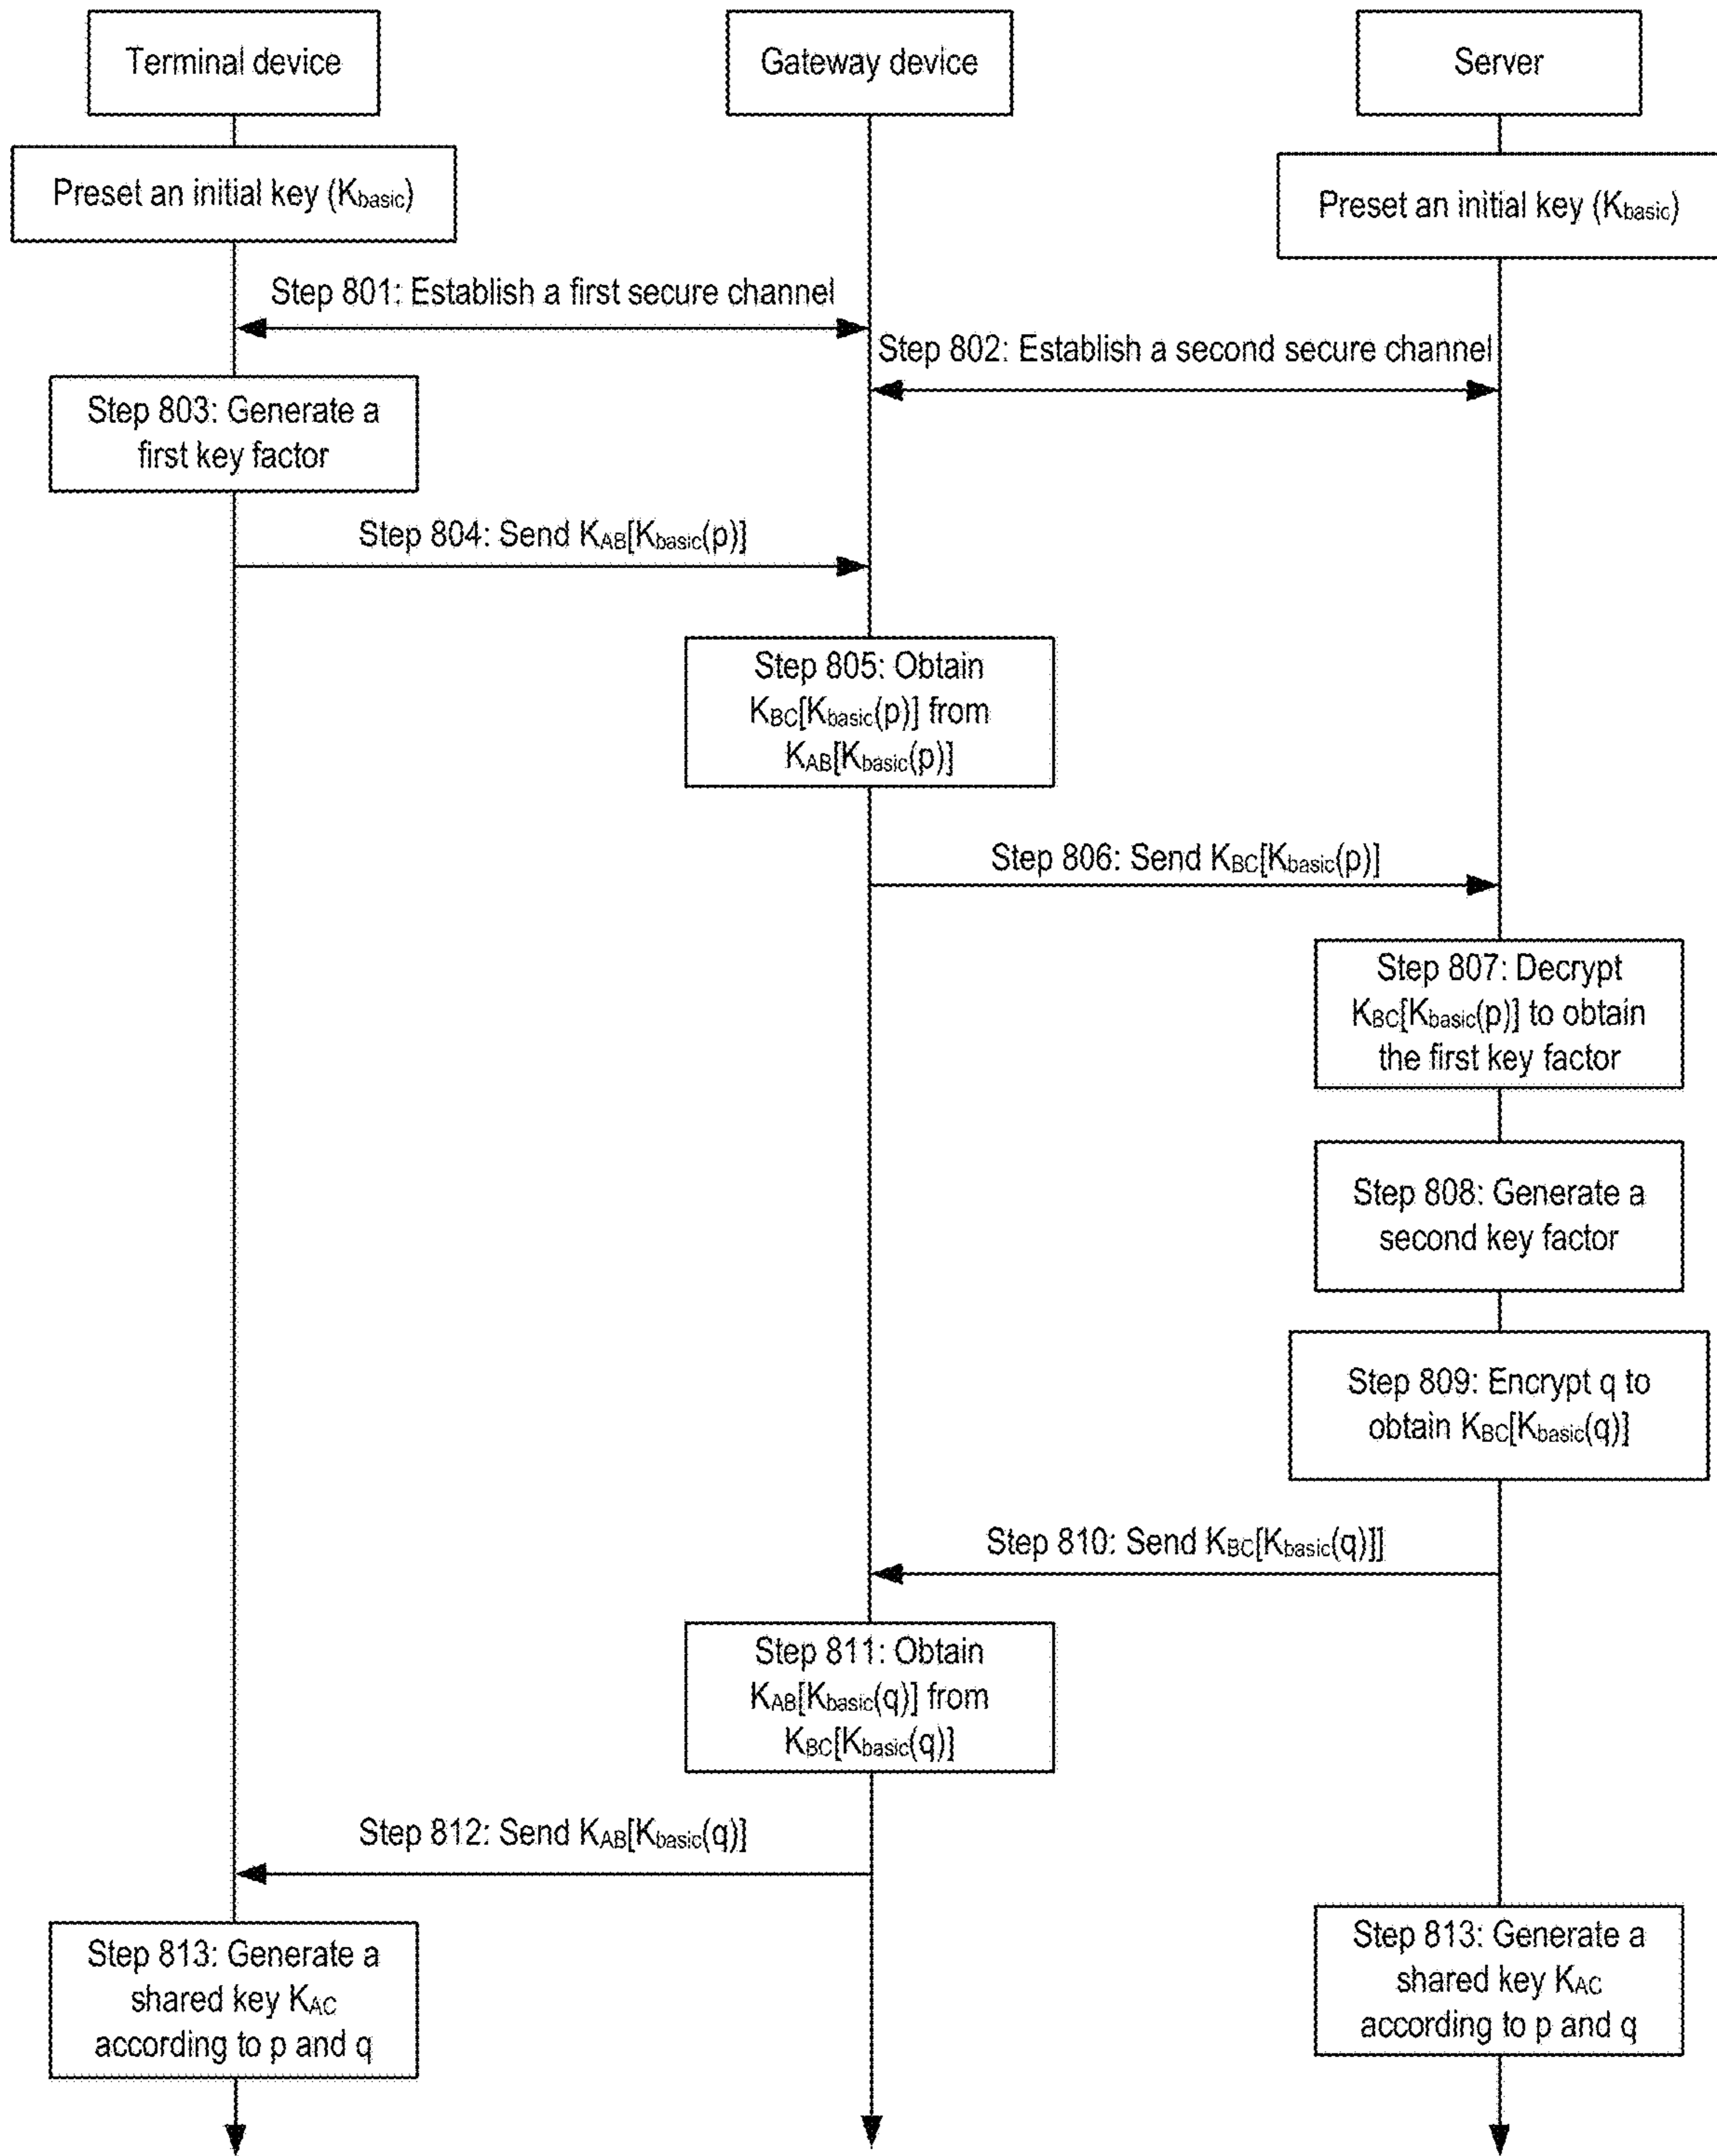 Terminal device
Gateway device
Server
Preset an initial key (Kbasic)
Preset an initial key (Kbasic)
Step 801: Establish a first secure channel
Step 802: Establish a second secure channel
Step 803: Generate a
first key factor
Step 804: Send KAB[Kbasic(p)]
Step 805: Obtain
KBC[Kbasic(p)] from
KAB[Kbasic(p)]
Step 806: Send KBC[Kbasic(p)]
Step 807: Decrypt
KBC[Kbasic(p)] to obtain
the first key factor
Step 808: Generate a
second key factor
Step 809: Encrypt q to
obtain KBC[Kbasic(q)]
Step 810: Send KBC[Kbasic(q)]]
Step 811: Obtain
KAB[Kbasic(q)] from
KBC[Kbasic(q)]
Step 812: Send KAB[Kbasic(q)]
Step 813: Generate a
shared key KAC
according to p and q
Step 813: Generate a
shared key KAC
according to p and q